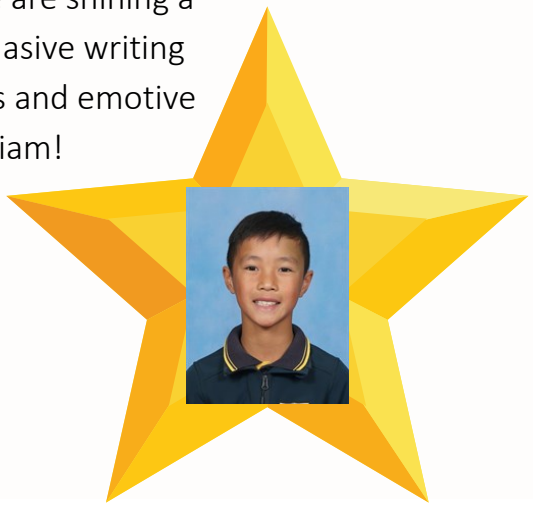 are shining a
asive writing
s and emotive
iam!